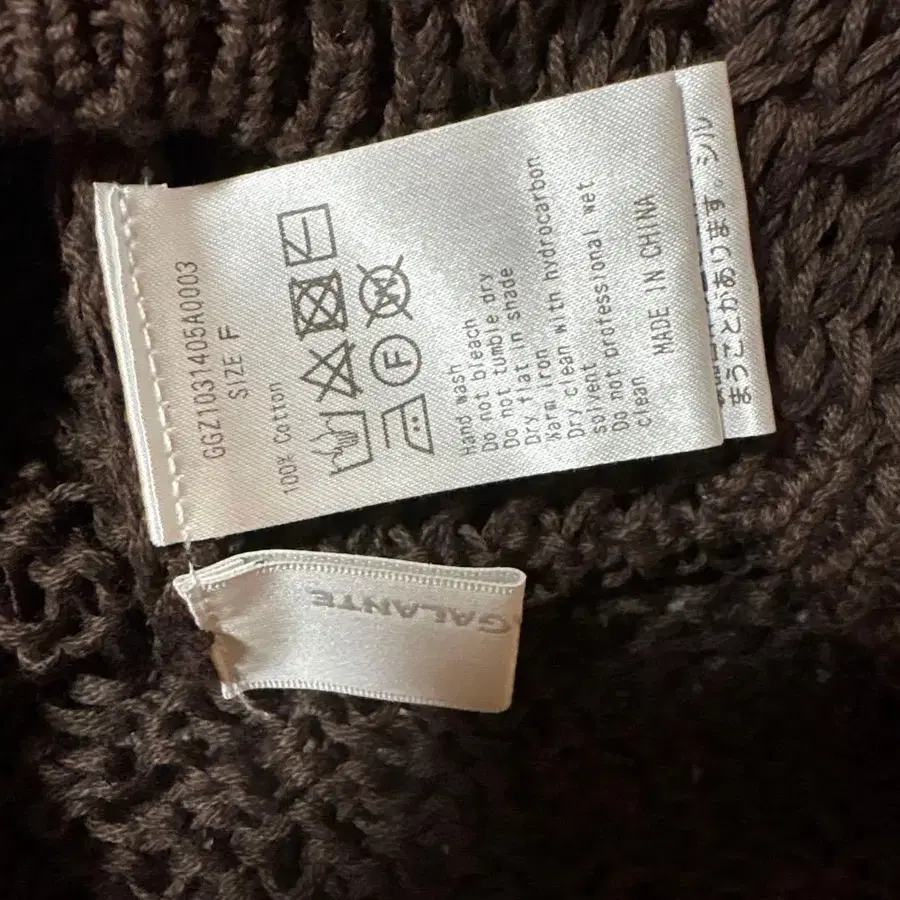 GGZ1031405A0003
SIZE F
100% Cotton
F
Hand wash
Do not bleach
Do not tumble dry
Dry flat in shade
Warm iron
Dry clean with hydrocarbon
solvent
Do not professional wet
clean
MADE IN CHINA
まうことがあります。シル
GALANTE